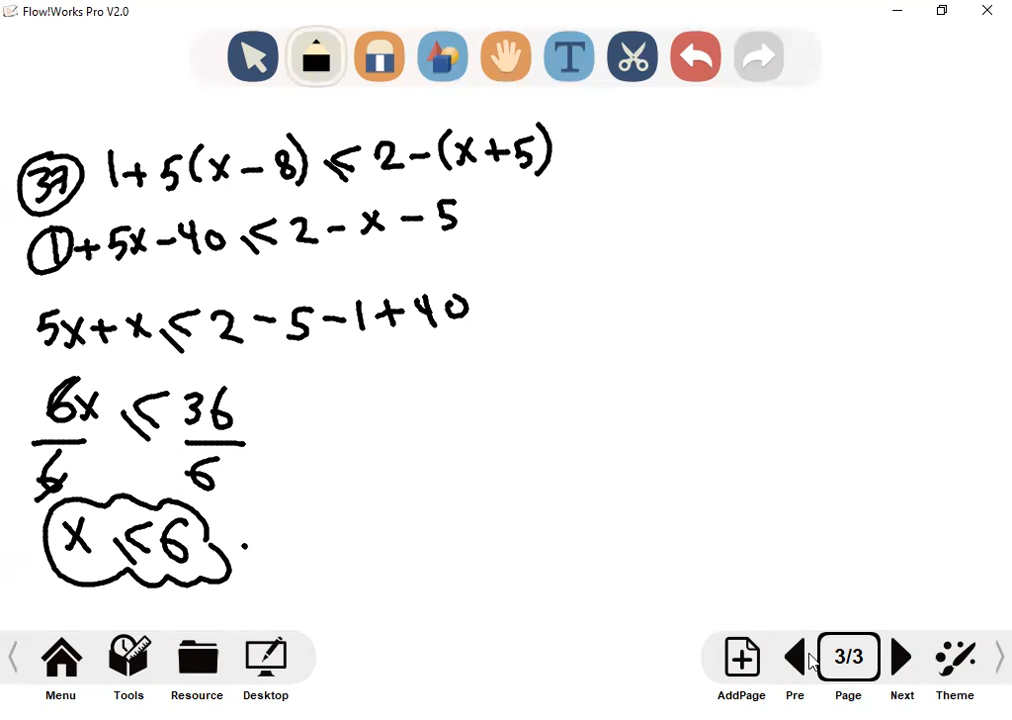 Flow!Works Pro V2.0
T
37 1+5(x-8) ≤ 2-(x+5)
1+5x-40 ≤ 2-x-5
5x+x ≤ 2-5-1+40
6x ≤ 36
6 6
x ≤ 6.
3/3
Menu Tools Resource Desktop AddPage Pre Page Next Theme